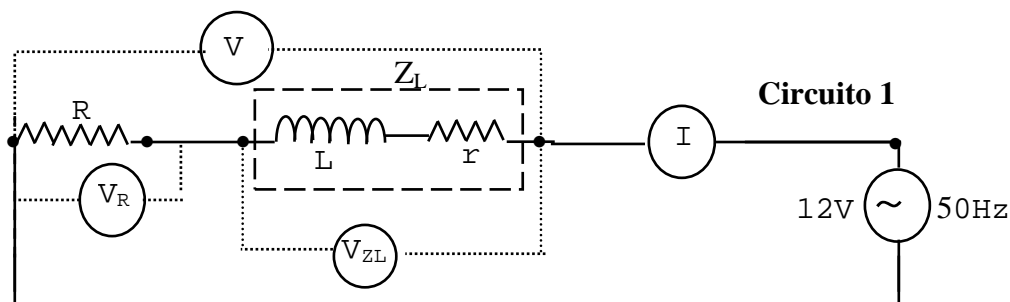 V
Z_L
Circuito 1
R
L
r
I
V_R
V_ZL
12V ~ 50Hz